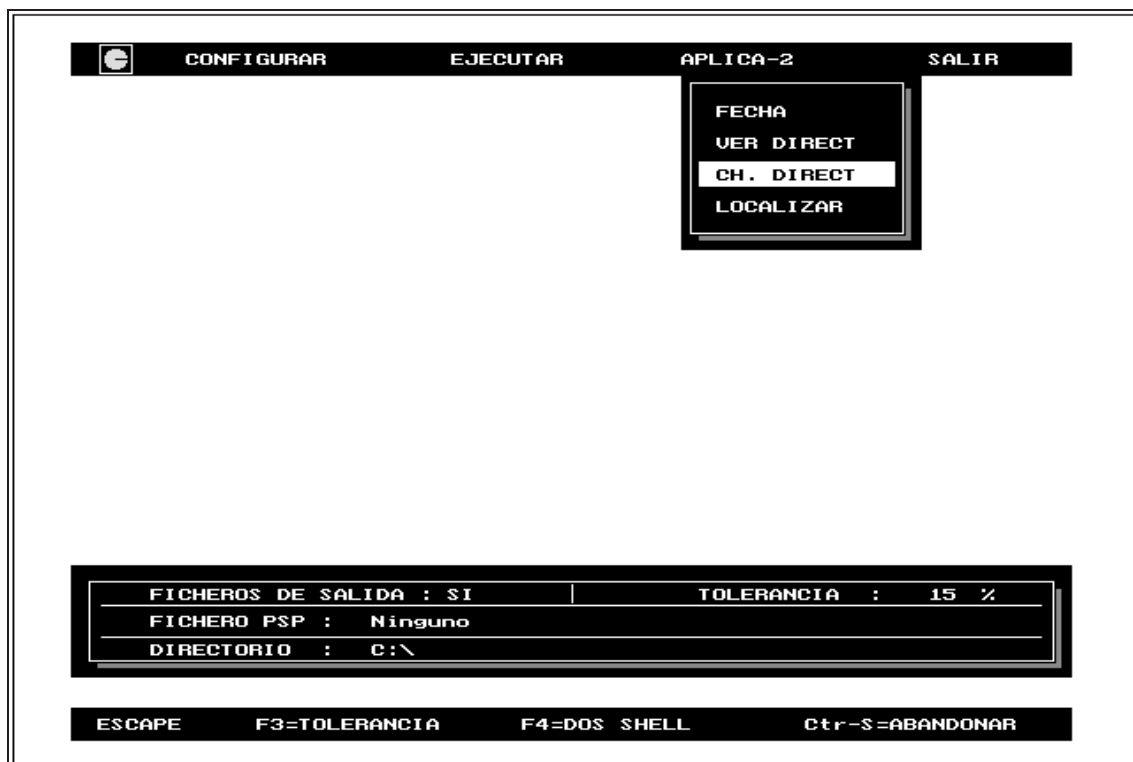 CONFIGURAR EJECUTAR APLICA-2 SALIR
FECHA
VER DIRECT
CH. DIRECT
LOCALIZAR
FICHEROS DE SALIDA : SI TOLERANCIA : 15 %
FICHERO PSP : Ninguno
DIRECTORIO : C:\
ESCAPE F3=TOLERANCIA F4=DOS SHELL Ctr-S=ABANDONAR